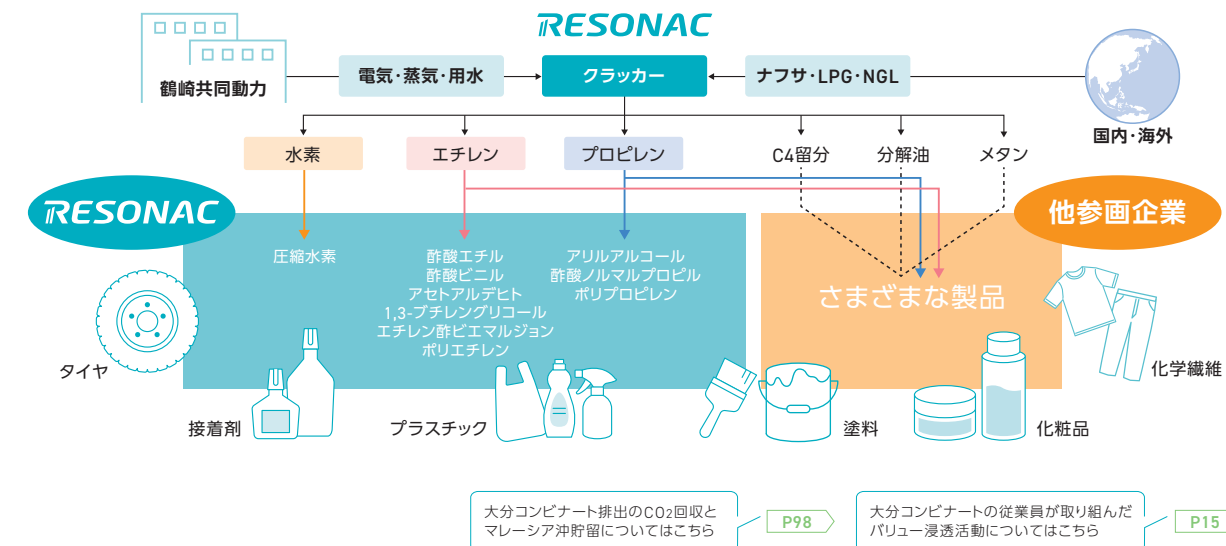 RESONAC
鶴崎共同動力
電気・蒸気・用水
クラッカー
ナフサ・LPG・NGL
国内・海外
水素
エチレン
プロピレン
C4留分
分解油
メタン
RESONAC
他参画企業
圧縮水素
酢酸エチル
酢酸ビニル
アセトアルデヒト
1,3-ブチレングリコール
エチレン酢ビエマルジョン
ポリエチレン
アリルアルコール
酢酸ノルマルプロピル
ポリプロピレン
さまざまな製品
タイヤ
接着剤
プラスチック
塗料
化粧品
化学繊維
大分コンビナート排出のCO2回収と
マレーシア沖貯留についてはこちら
P98
大分コンビナートの従業員が取り組んだ
バリュー浸透活動についてはこちら
P15